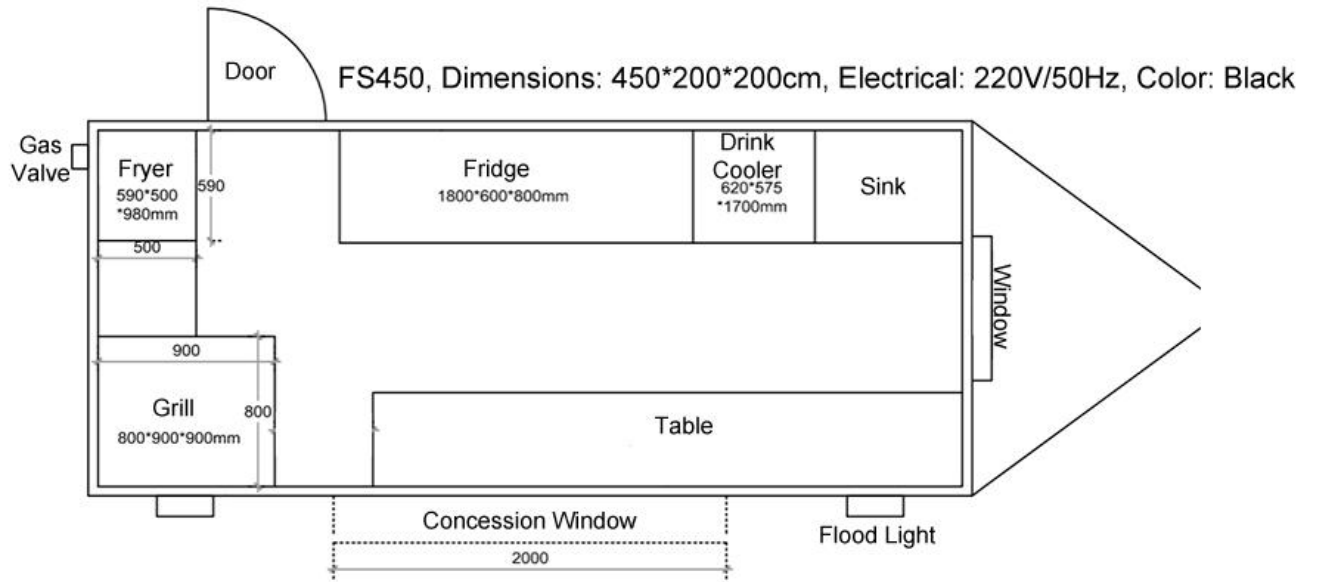 Door
FS450, Dimensions: 450*200*200cm, Electrical: 220V/50Hz, Color: Black
Gas
Valve
Fryer
590*500
*980mm
590
500
Fridge
1800*600*800mm
Drink
Cooler
620*575
*1700mm
Sink
Window
900
800
Grill
800*900*900mm
Table
Concession Window
2000
Flood Light